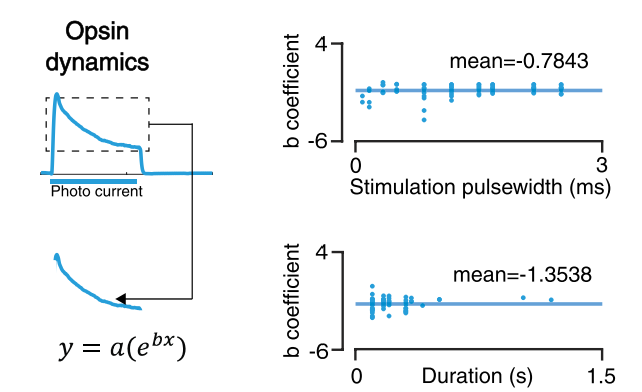 Opsin
dynamics
Photo current
y = a(e^{bx})
4
mean=-0.7843
b coefficient
-6
0
3
Stimulation pulsewidth (ms)
4
mean=-1.3538
b coefficient
-6
0
Duration (s)
1.5